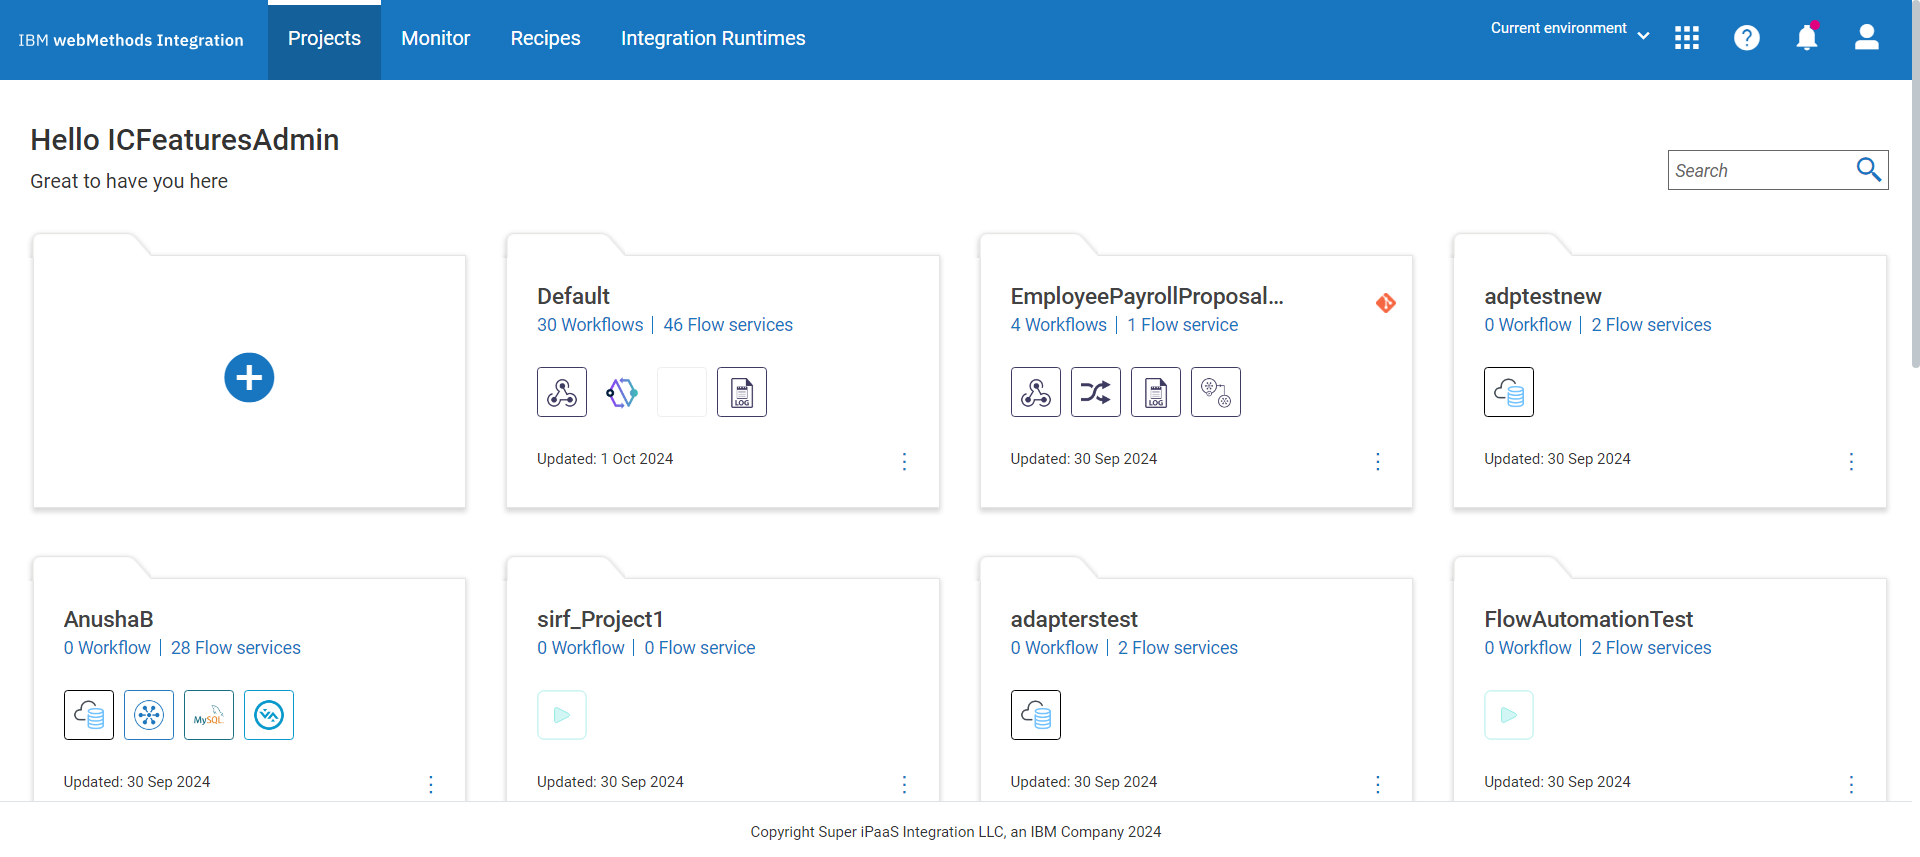 IBM webMethods Integration
Projects
Monitor
Recipes
Integration Runtimes
Current environment
Hello ICFeaturesAdmin
Great to have you here
Search
Default
30 Workflows | 46 Flow services
LOG
Updated: 1 Oct 2024
EmployeePayrollProposal...
4 Workflows | 1 Flow service
LOG
Updated: 30 Sep 2024
adptestnew
0 Workflow | 2 Flow services
Updated: 30 Sep 2024
AnushaB
0 Workflow | 28 Flow services
MySQL
Updated: 30 Sep 2024
sirf_Project1
0 Workflow | 0 Flow service
Updated: 30 Sep 2024
adapterstest
0 Workflow | 2 Flow services
Updated: 30 Sep 2024
FlowAutomationTest
0 Workflow | 2 Flow services
Updated: 30 Sep 2024
Copyright Super iPaaS Integration LLC, an IBM Company 2024